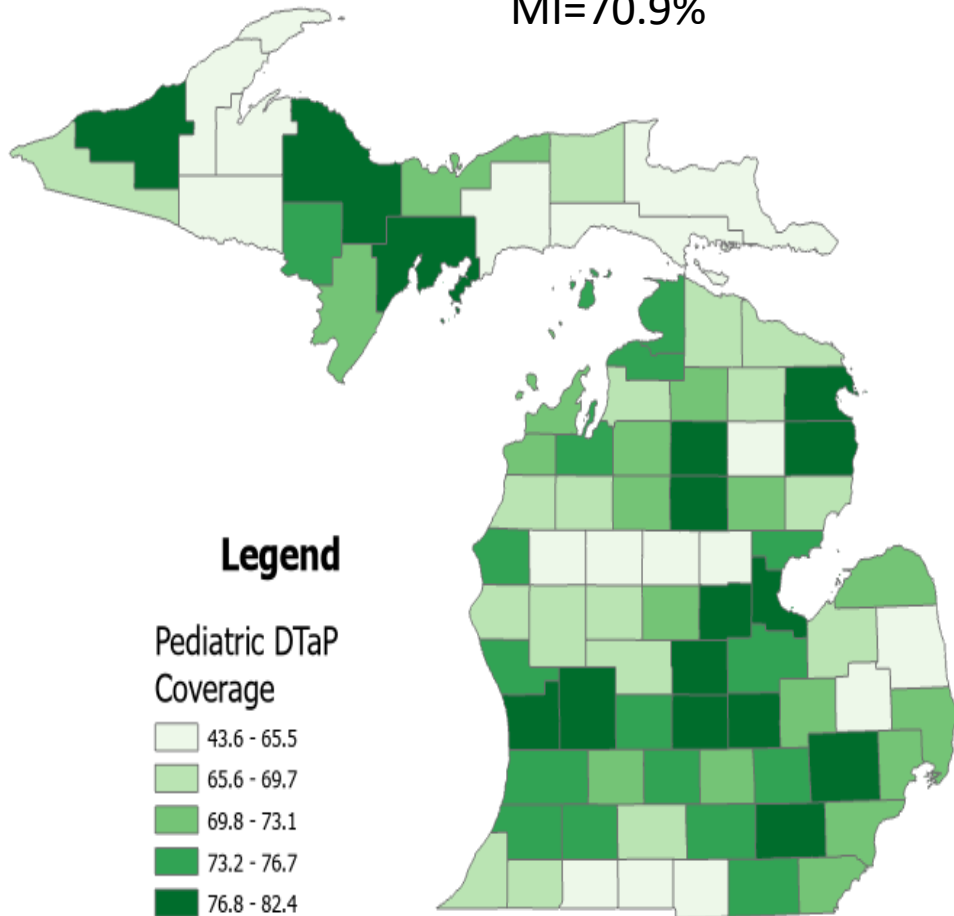 MI=70.9%
Legend
Pediatric DTaP
Coverage
43.6 - 65.5
65.6 - 69.7
69.8 - 73.1
73.2 - 76.7
76.8 - 82.4